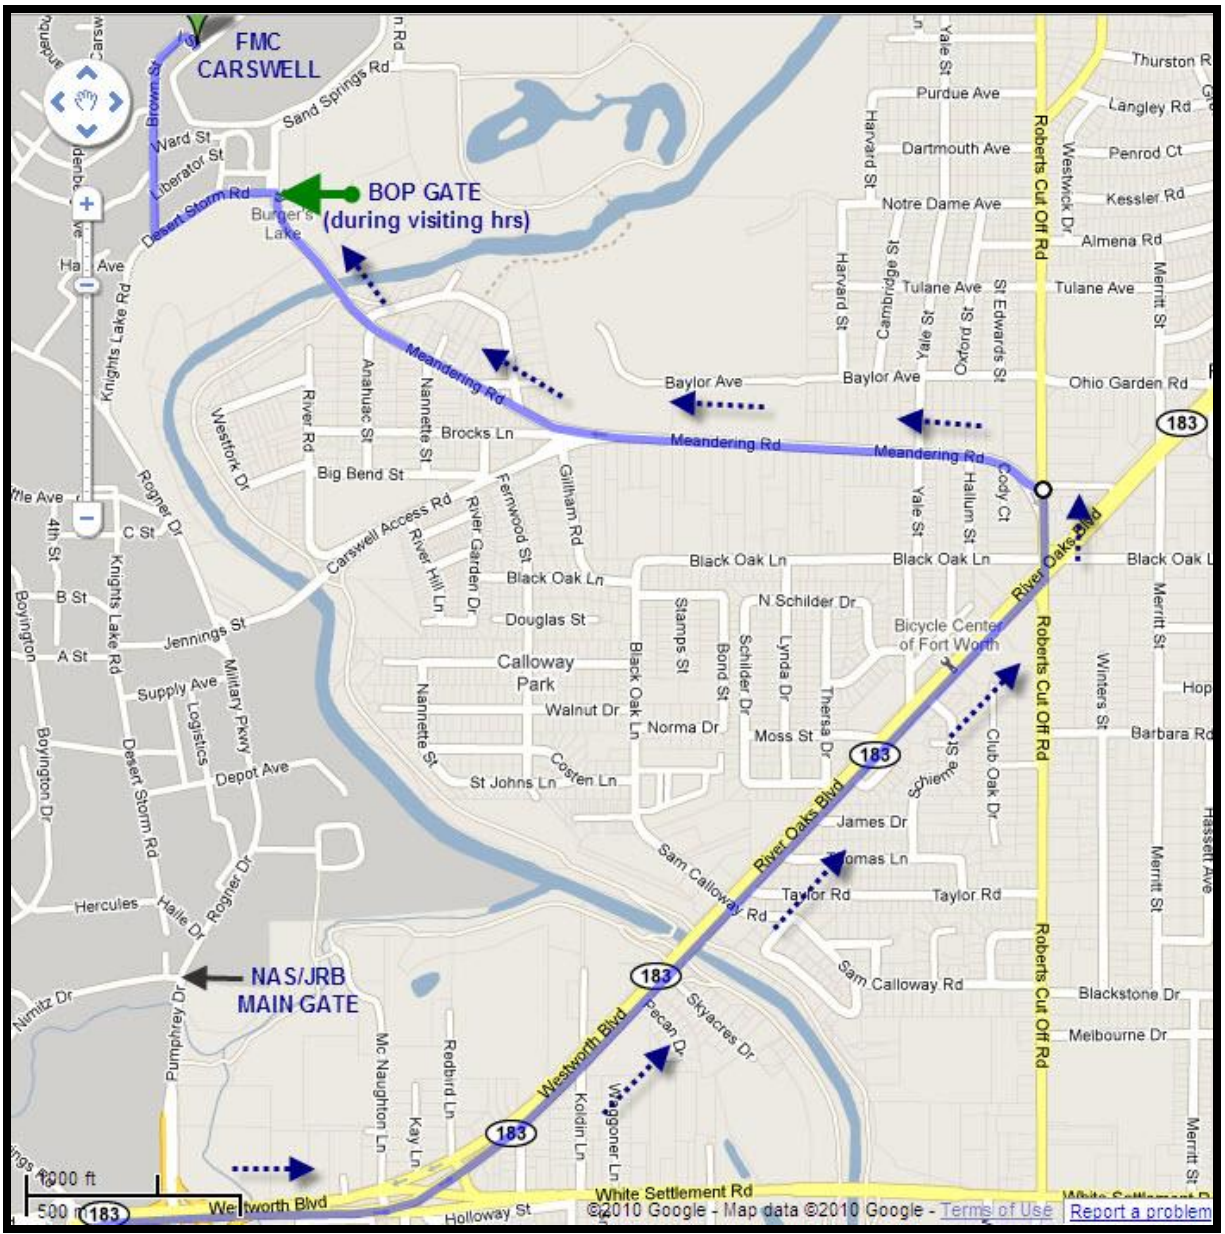 FMC
CARSWELL
n Rd
Sand Springs Rd
Brown St
Ward St
Liberator St
Desert Storm Rd
Burger's
Lake
BOP GATE
(during visiting hrs)
Knights Lake Rd
Meandering Rd
Meandering Rd
Meandering Rd
Yale St
Purdue Ave
Harvard St
Dartmouth Ave
Notre Dame Ave
Harvard St
Cambridge St
Tulane Ave
Yale St
Oxford St
St Edwards St
Baylor Ave
Baylor Ave
Roberts Cut Off Rd
Westwick Dr
Thurston R
Langley Rd
Penrod Ct
Kessler Rd
Almena Rd
Tulane Ave
Merritt St
Ohio Garden Rd
183
Anahuac St
Nannette St
River Rd
Westfork Dr
Brocks Ln
Big Bend St
Carswell Access Rd
Gillham Rd
Fernwood St
River Garden Dr
River Hill Ln
Yale St
Hallum St
Cody Ct
Black Oak Ln
Black Oak Ln
Black Oak L
Black Oak Ln
River Oaks Blvd
Rogner Dr
4th St
C St
B St
A St
Knights Lake Rd
Boyington
Jennings St
Supply Ave
Logistics
Military Pkwy
Depot Ave
Boyington Dr
Desert Storm Rd
Rogner Dr
Hercules
Haile Dr
Nimitz Dr
Pumphrey Dr
NAS/JRB
MAIN GATE
Douglas St
Calloway
Park
Nannette St
Walnut Dr
Costen Ln
St Johns Ln
Black Oak Ln
Stamps St
Bond St
Norma Dr
N Schilder Dr
Schilder Dr
Lynda Dr
Thersa Dr
Moss St
Bicycle Center
of Fort Worth
Roberts Cut Off Rd
Winters St
Merritt St
Hop
Barbara Rd
Club Oak Dr
183
River Oaks Blvd
James Dr
Thomas Ln
Taylor Rd
Taylor Rd
Sam Calloway Rd
Sam Calloway Rd
Hassett Ave
Merritt St
Roberts Cut Off Rd
Blackstone Dr
Melbourne Dr
183
Skyacres Dr
Pecan Dr
Westworth Blvd
Mc Naughton Ln
Redbird Ln
Kay Ln
Koldin Ln
Waggoner Ln
183
Merritt St
1000 ft
500 m
183
Westworth Blvd
Holloway St
White Settlement Rd
©2010 Google - Map data ©2010 Google - Terms of Use
Report a problem